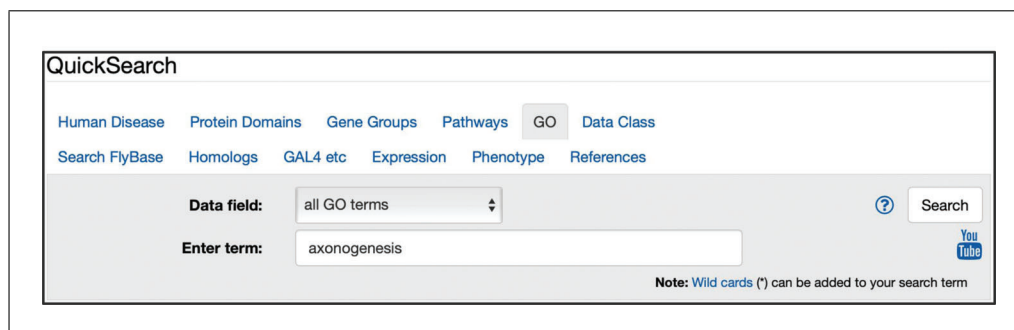 QuickSearch
Human Disease Protein Domains Gene Groups Pathways GO Data Class
Search FlyBase Homologs GAL4 etc Expression Phenotype References
Data field: all GO terms ? Search
Enter term: axonogenesis You Tube
Note: Wild cards (*) can be added to your search term